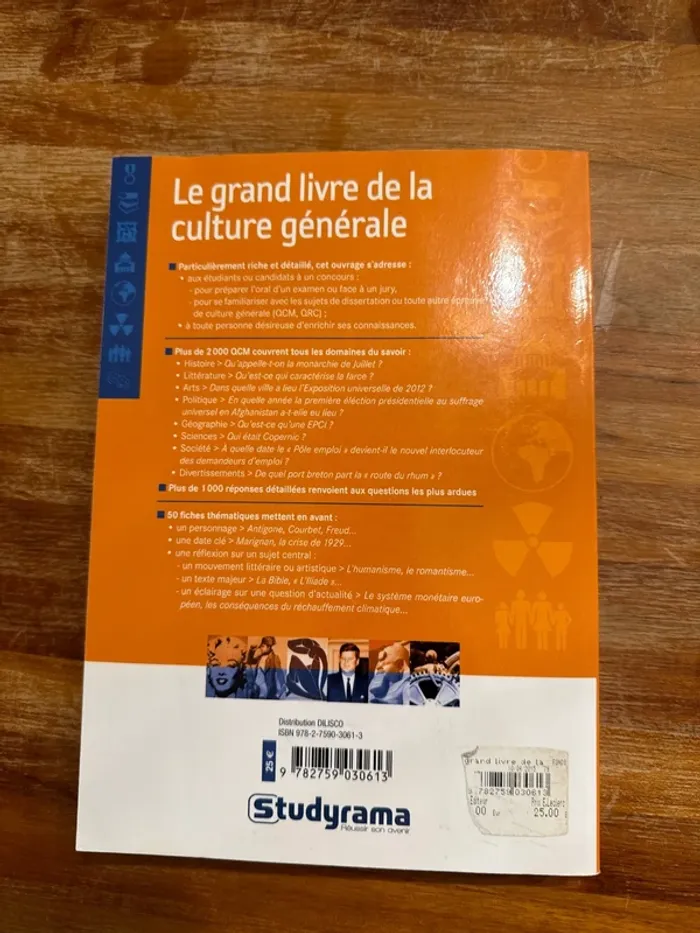 Le grand livre de la
culture générale
Particulièrement riche et détaillé, cet ouvrage s'adresse :
• aux étudiants ou candidats à un concours :
- pour préparer l'oral d'un examen ou face à un jury,
- pour se familiariser avec les sujets de dissertation ou toute autre épreuve
de culture générale (QCM, QRC) ;
• à toute personne désireuse d'enrichir ses connaissances.
Plus de 2 000 QCM couvrent tous les domaines du savoir :
• Histoire > Qu'appelle-t-on la monarchie de Juillet ?
• Littérature > Qu'est-ce qui caractérise la farce ?
• Arts > Dans quelle ville a lieu l'Exposition universelle de 2012 ?
• Politique > En quelle année la première éléction présidentielle au suffrage
universel en Afghanistan a-t-elle eu lieu ?
• Géographie > Qu'est-ce qu'une EPCI ?
• Sciences > Qui était Copernic ?
• Société > À quelle date le « Pôle emploi » devient-il le nouvel interlocuteur
des demandeurs d'emploi ?
• Divertissements > De quel port breton part la « route du rhum » ?
Plus de 1 000 réponses détaillées renvoient aux questions les plus ardues
50 fiches thématiques mettent en avant :
• un personnage > Antigone, Courbet, Freud...
• une date clé > Marignan, la crise de 1929...
• une réflexion sur un sujet central :
- un mouvement littéraire ou artistique > L'humanisme, le romantisme...
- un texte majeur > La Bible, « L'Iliade »...
- un éclairage sur une question d'actualité > Le système monétaire euro-
péen, les conséquences du réchauffement climatique...
Distribution DILISCO
ISBN 978-2-7590-3061-3
25 €
9 782759 030613
Studyrama
Réussir son avenir
grand livre de la
782759 030613
Editeur Prix E.Leclerc
00 Eur 25.00